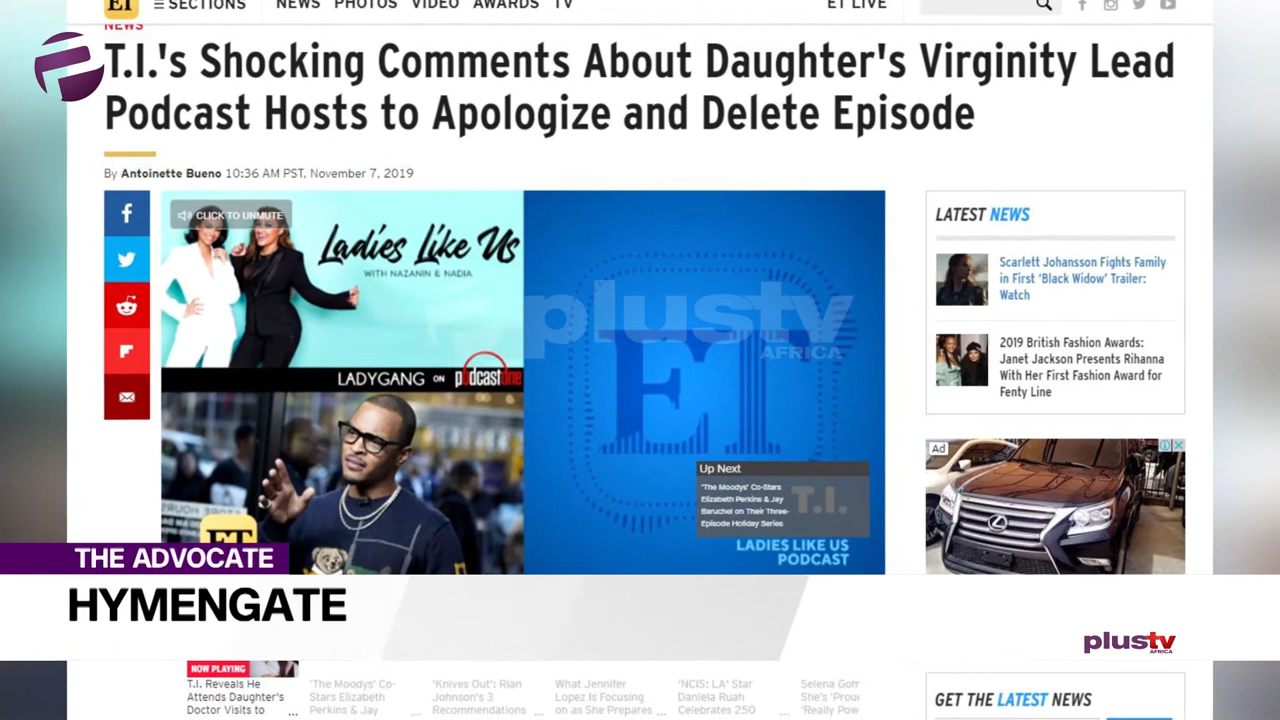 ET
SECTIONS
NEWS PHOTOS VIDEO AWARDS TV
ET LIVE
NEWS
T.I.'s Shocking Comments About Daughter's Virginity Lead
Podcast Hosts to Apologize and Delete Episode
By Antoinette Bueno 10:36 AM PST, November 7, 2019
CLICK TO UNMUTE
Ladies Like Us
WITH NAZANIN & NADIA
LADYGANG ON podcastone
plustv
AFRICA
ET
Up Next
'The Moodys' Co-Stars
Elizabeth Perkins & Jay
Baruchel on Their Three-
Episode Holiday Series
T.I.
LADIES LIKE US
PODCAST
ET
LATEST NEWS
Scarlett Johansson Fights Family
in First 'Black Widow' Trailer:
Watch
2019 British Fashion Awards:
Janet Jackson Presents Rihanna
With Her First Fashion Award for
Fenty Line
Ad
THE ADVOCATE
HYMENGATE
plustv
AFRICA
NOW PLAYING
T.I. Reveals He
Attends Daughter's
Doctor Visits to ...
'The Moodys' Co-
Stars Elizabeth
Perkins & Jay ...
'Knives Out': Rian
Johnson's 3
Recommendations ...
What Jennifer
Lopez Is Focusing
on as She Prepares ...
'NCIS: LA' Star
Daniela Ruah
Celebrates 250 ...
Selena Gom
She's 'Prou
'Really Pow
GET THE LATEST NEWS